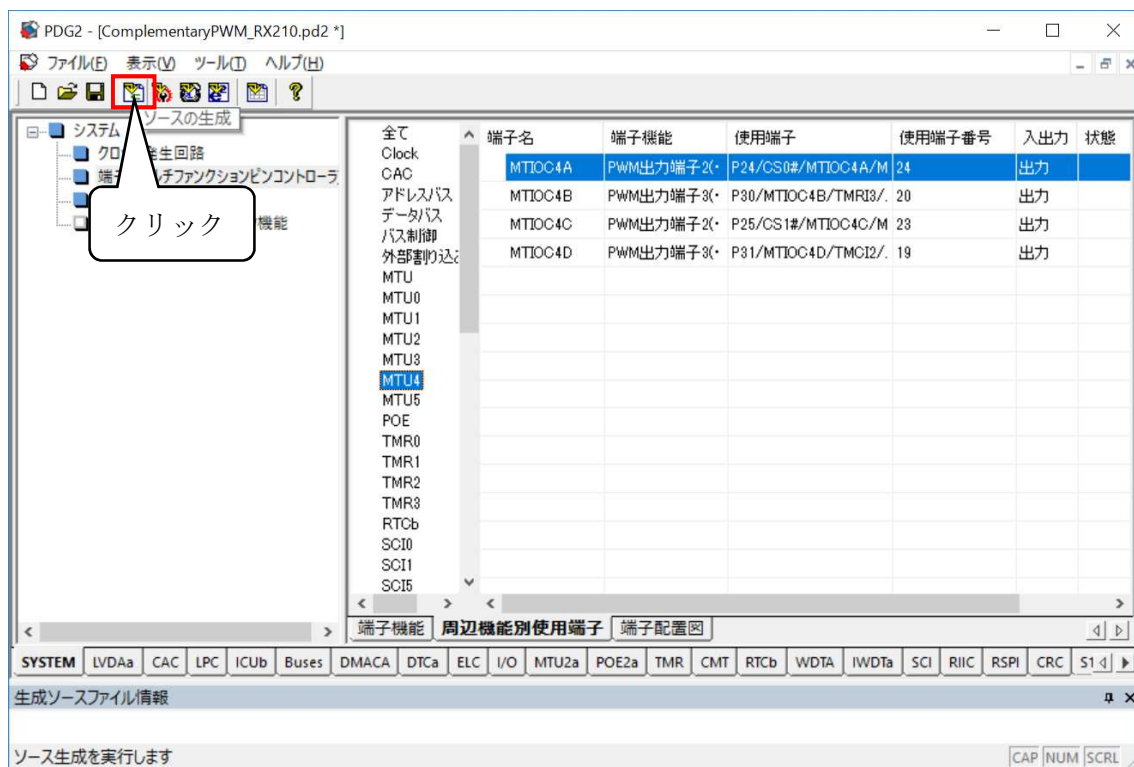 PDG2 - [ComplementaryPWM_RX210.pd2 *]
ファイル(F) 表示(V) ツール(T) ヘルプ(H)
ソースの生成
システム
クロ
発生回路
端子
ルチファンクションピンコントローラ
機能
クリック
全て
Clock
CAC
アドレスバス
データバス
バス制御
外部割り込
MTU
MTU0
MTU1
MTU2
MTU3
MTU4
MTU5
POE
TMR0
TMR1
TMR2
TMR3
RTCb
SCI0
SCI1
SCI5
端子名 端子機能 使用端子 使用端子番号 入出力 状態
MTIOC4A PWM出力端子2(・ P24/CS0#/MTIOC4A/M 24 出力
MTIOC4B PWM出力端子3(・ P30/MTIOC4B/TMRI3/. 20 出力
MTIOC4C PWM出力端子2(・ P25/CS1#/MTIOC4C/M 23 出力
MTIOC4D PWM出力端子3(・ P31/MTIOC4D/TMCI2/. 19 出力
端子機能 周辺機能別使用端子 端子配置図
SYSTEM LVDAa CAC LPC ICUb Buses DMACA DTCa ELC I/O MTU2a POE2a TMR CMT RTCb WDTA IWDTa SCI RIIC RSPI CRC S1
生成ソースファイル情報
ソース生成を実行します CAP NUM SCRL